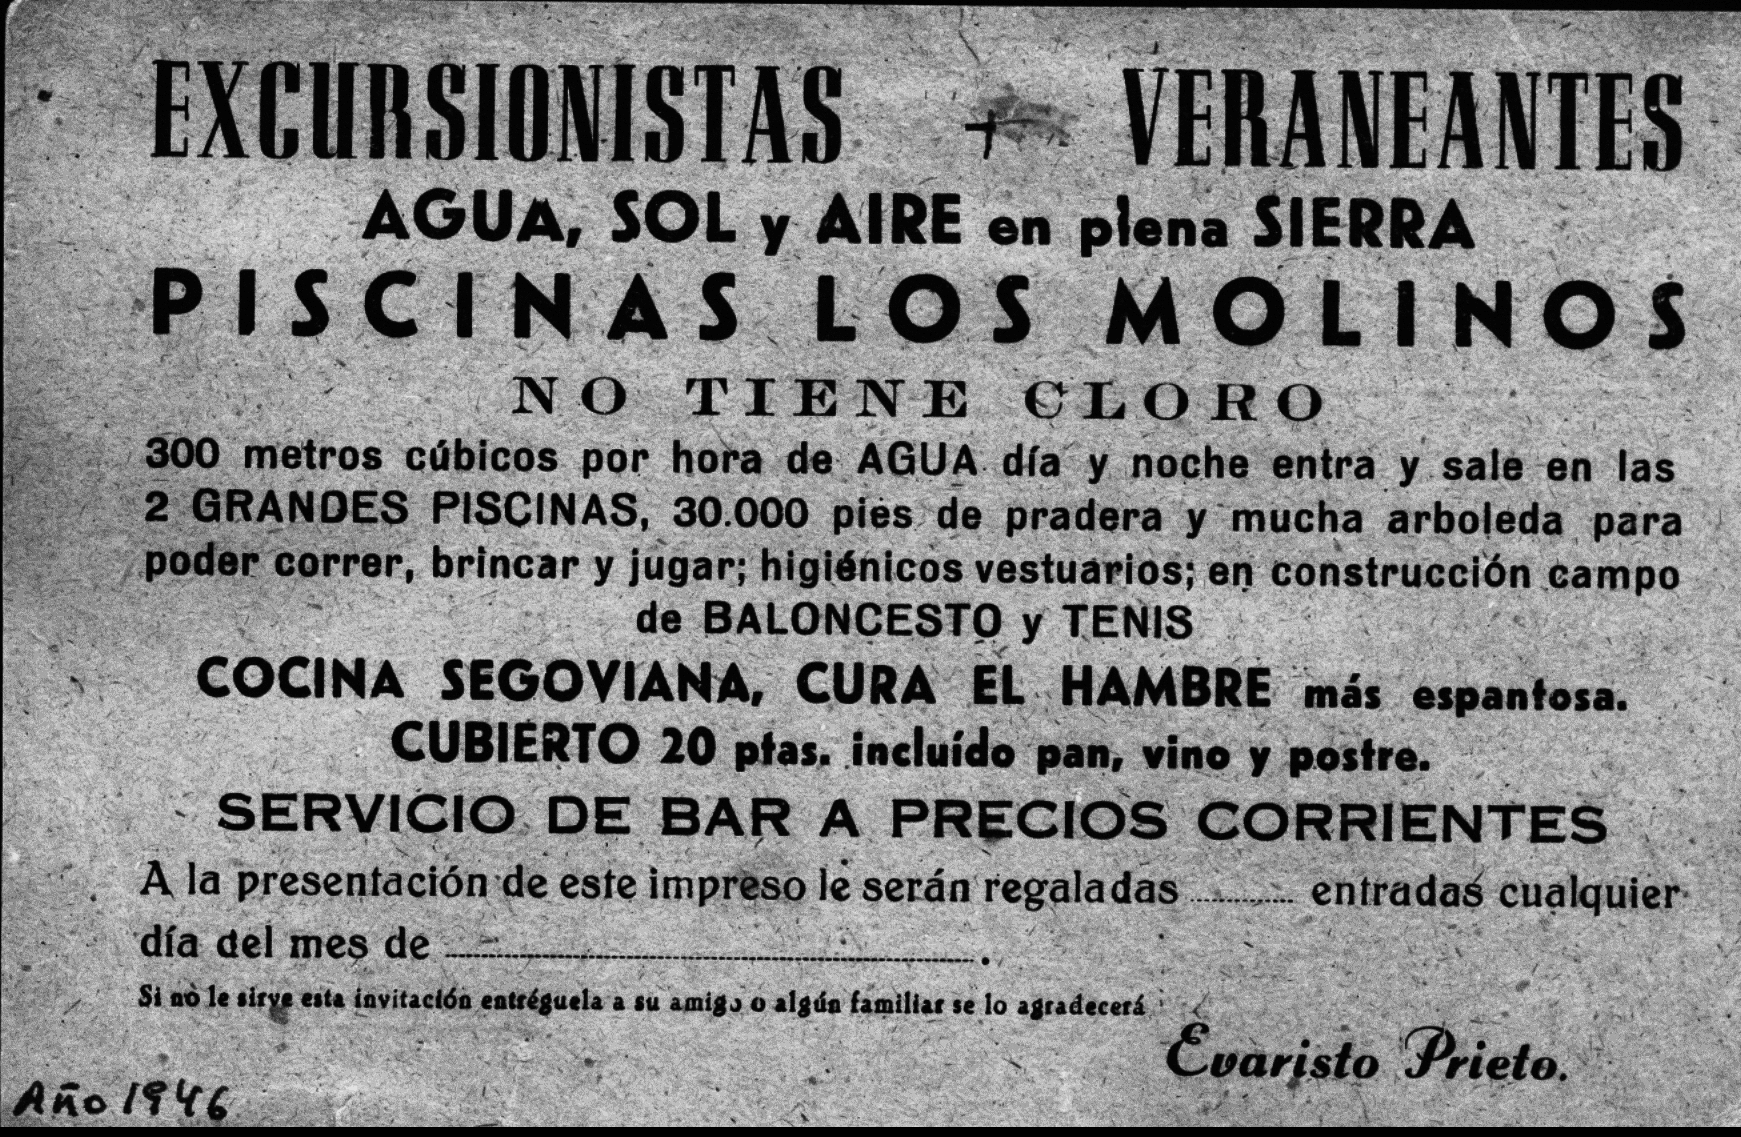 EXCURSIONISTAS + VERANEANTES
AGUA, SOL y AIRE en plena SIERRA
PISCINAS LOS MOLINOS
NO TIENE CLORO
300 metros cúbicos por hora de AGUA día y noche entra y sale en las
2 GRANDES PISCINAS, 30.000 pies de pradera y mucha arboleda para
poder correr, brincar y jugar; higiénicos vestuarios; en construcción campo
de BALONCESTO y TENIS
COCINA SEGOVIANA, CURA EL HAMBRE más espantosa.
CUBIERTO 20 ptas. incluído pan, vino y postre.
SERVICIO DE BAR A PRECIOS CORRIENTES
A la presentación de este impreso le serán regaladas ............ entradas cualquier
día del mes de ............................................................ .
Si no le sirve esta invitación entréguela a su amigo o algún familiar se lo agradecerá
Evaristo Prieto.
Año 1946